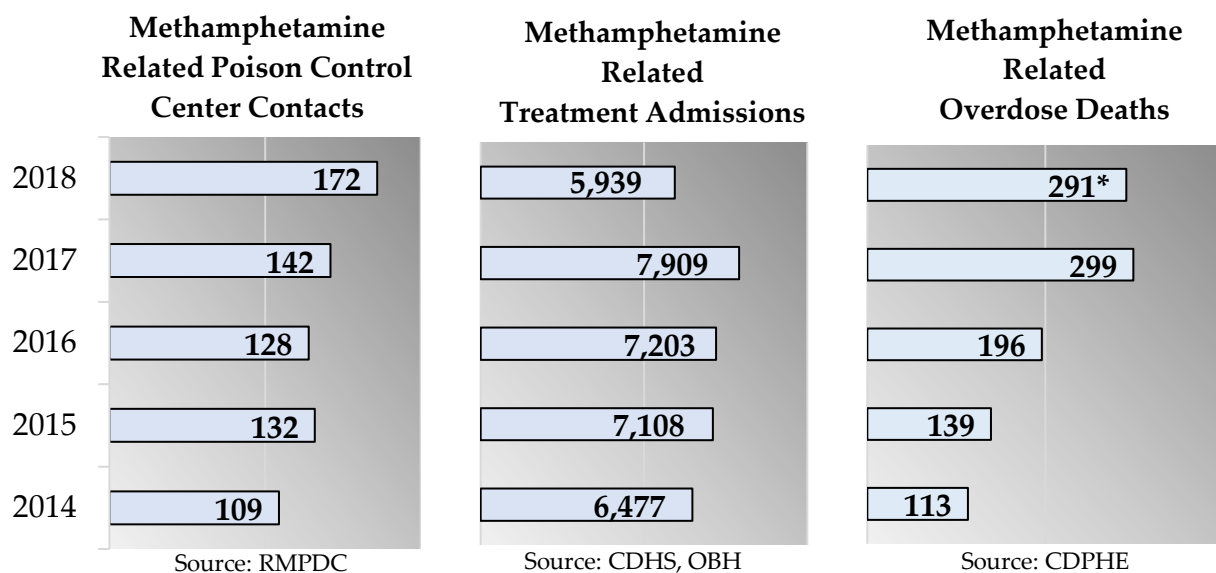 Methamphetamine
Related Poison Control
Center Contacts
2018
172
2017
142
2016
128
2015
132
2014
109
Source: RMPDC
Methamphetamine
Related
Treatment Admissions
5,939
7,909
7,203
7,108
6,477
Source: CDHS, OBH
Methamphetamine
Related
Overdose Deaths
291*
299
196
139
113
Source: CDPHE